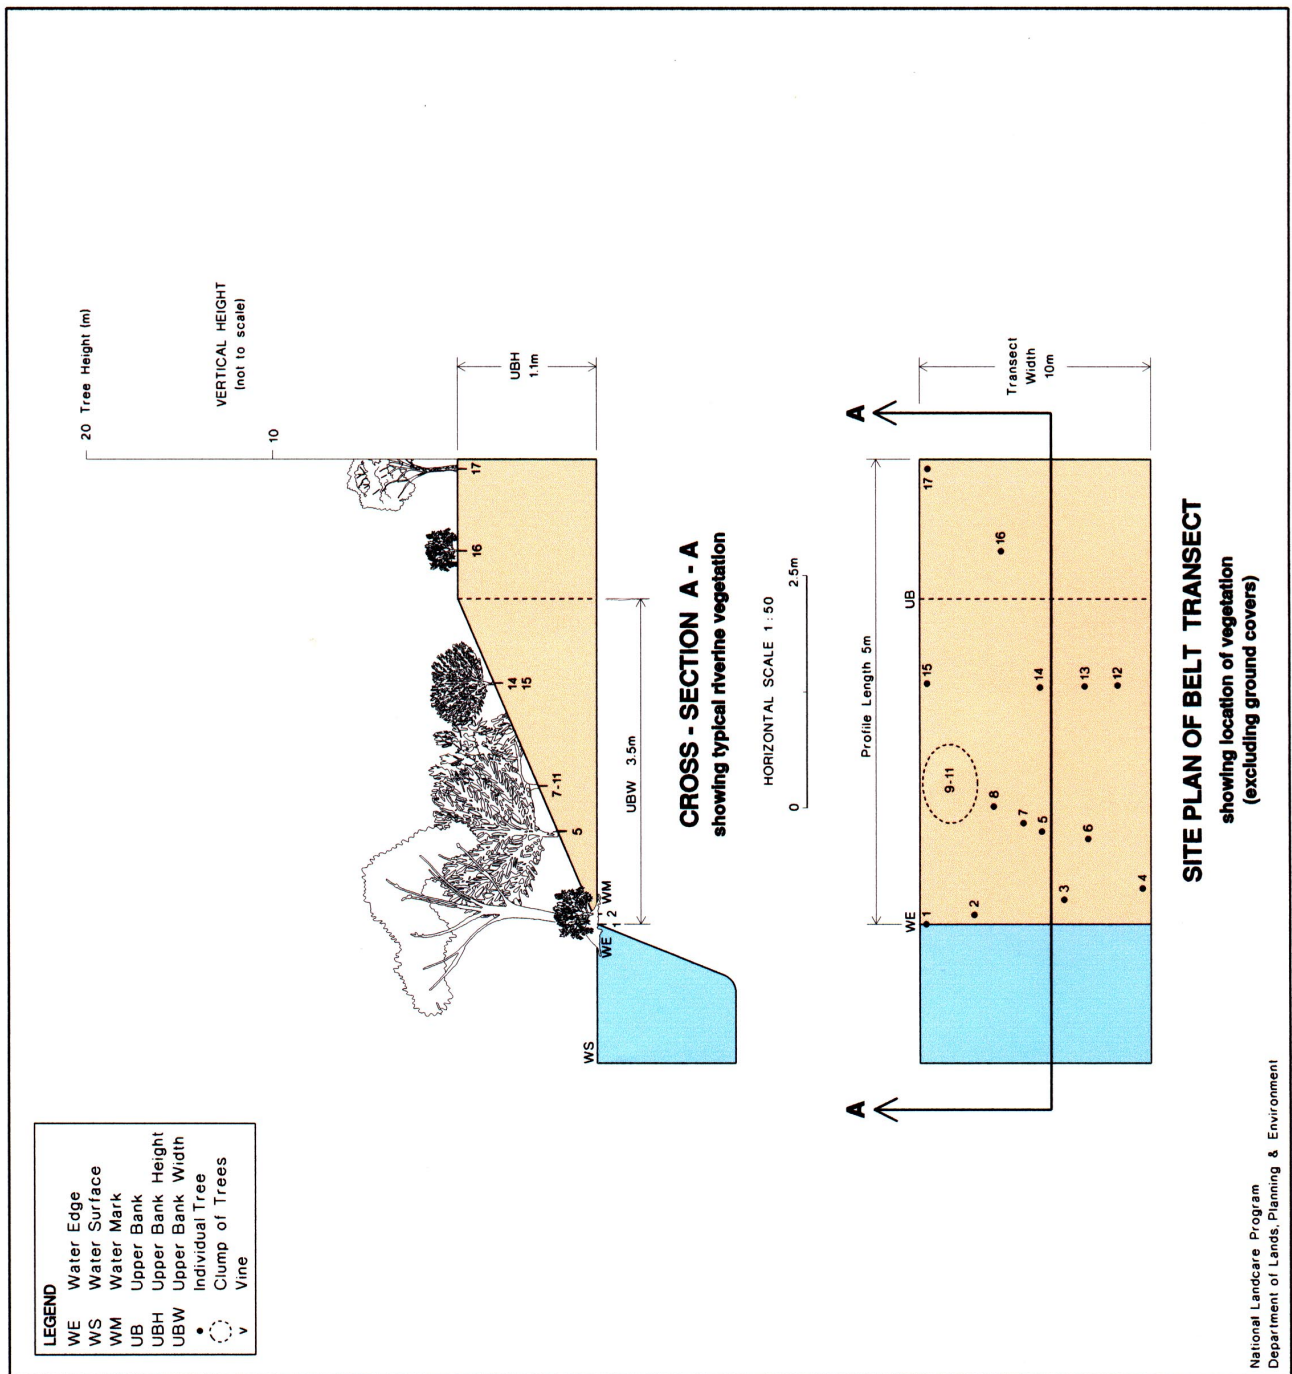 LEGEND
WE Water Edge
WS Water Surface
WM Water Mark
UB Upper Bank
UBH Upper Bank Height
UBW Upper Bank Width
• Individual Tree
Clump of Trees
v Vine
20 Tree Height (m)
10
VERTICAL HEIGHT
(not to scale)
UBH
1.1m
WS
WE
1
2
WM
5
7-11
14
15
16
17
UBW 3.5m
CROSS - SECTION A - A
showing typical riverine vegetation
HORIZONTAL SCALE 1 : 50
0
2.5m
A
A
Profile Length 5m
WE
UB
Transect
Width
10m
1
2
3
4
5
6
7
8
9-11
12
13
14
15
16
17
SITE PLAN OF BELT TRANSECT
showing location of vegetation
(excluding ground covers)
National Landcare Program
Department of Lands, Planning & Environment